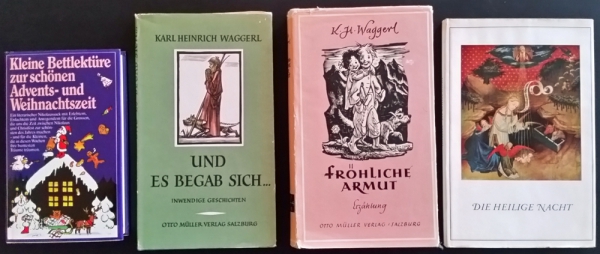 Kleine Bettlektüre
zur schönen
Advents- und
Weihnachtszeit
KARL HEINRICH WAGGERL
UND
ES BEGAB SICH...
INWENDIGE GESCHICHTEN
OTTO MÜLLER VERLAG SALZBURG
K. H. Waggerl
FRÖHLICHE
ARMUT
Erzählung
OTTO MÜLLER VERLAG - SALZBURG
DIE HEILIGE NACHT